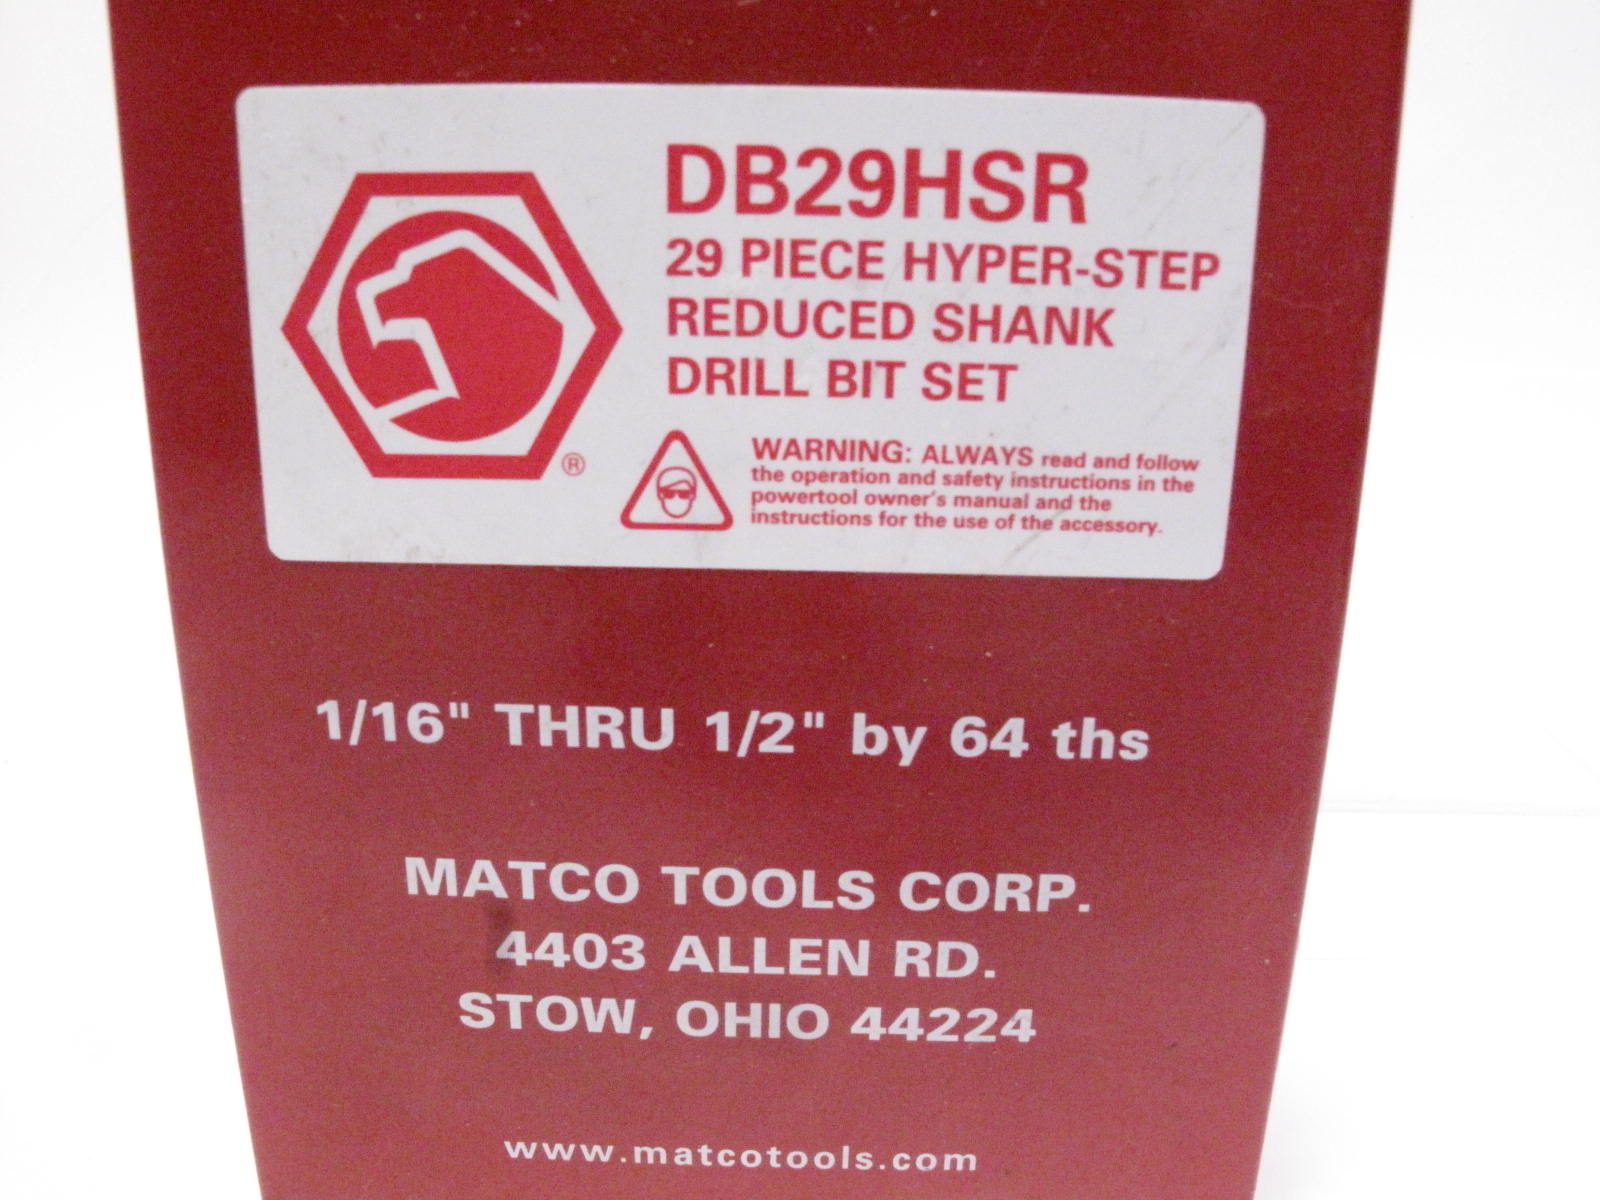 DB29HSR
29 PIECE HYPER-STEP
REDUCED SHANK
DRILL BIT SET
®
WARNING: ALWAYS read and follow
the operation and safety instructions in the
powertool owner's manual and the
instructions for the use of the accessory.
1/16" THRU 1/2" by 64 ths
MATCO TOOLS CORP.
4403 ALLEN RD.
STOW, OHIO 44224
www.matcotools.com